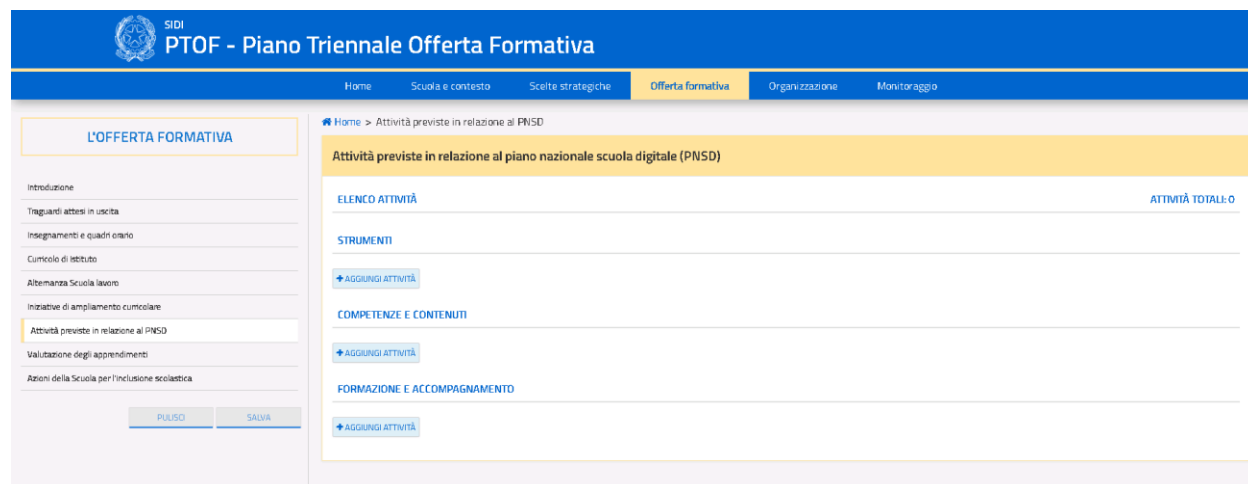 SIDI
PTOF - Piano Triennale Offerta Formativa
Home Scuola e contesto Scelte strategiche Offerta formativa Organizzazione Monitoraggio
L'OFFERTA FORMATIVA
Introduzione
Traguardi attesi in uscita
Insegnamenti e quadri orario
Curricolo di Istituto
Alternanza Scuola lavoro
Iniziative di ampliamento curricolare
Attività previste in relazione al PNSD
Valutazione degli apprendimenti
Azioni della Scuola per l'inclusione scolastica
PULISCI SALVA
Home > Attività previste in relazione al PNSD
Attività previste in relazione al piano nazionale scuola digitale (PNSD)
ELENCO ATTIVITÀ ATTIVITÀ TOTALI: 0
STRUMENTI
+ AGGIUNGI ATTIVITÀ
COMPETENZE E CONTENUTI
+ AGGIUNGI ATTIVITÀ
FORMAZIONE E ACCOMPAGNAMENTO
+ AGGIUNGI ATTIVITÀ